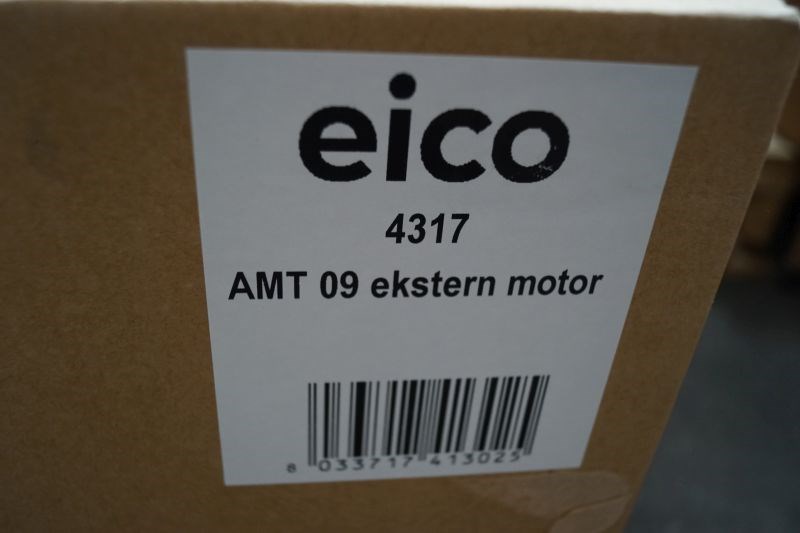 eico
4317
AMT 09 ekstern motor
8 033717 413025